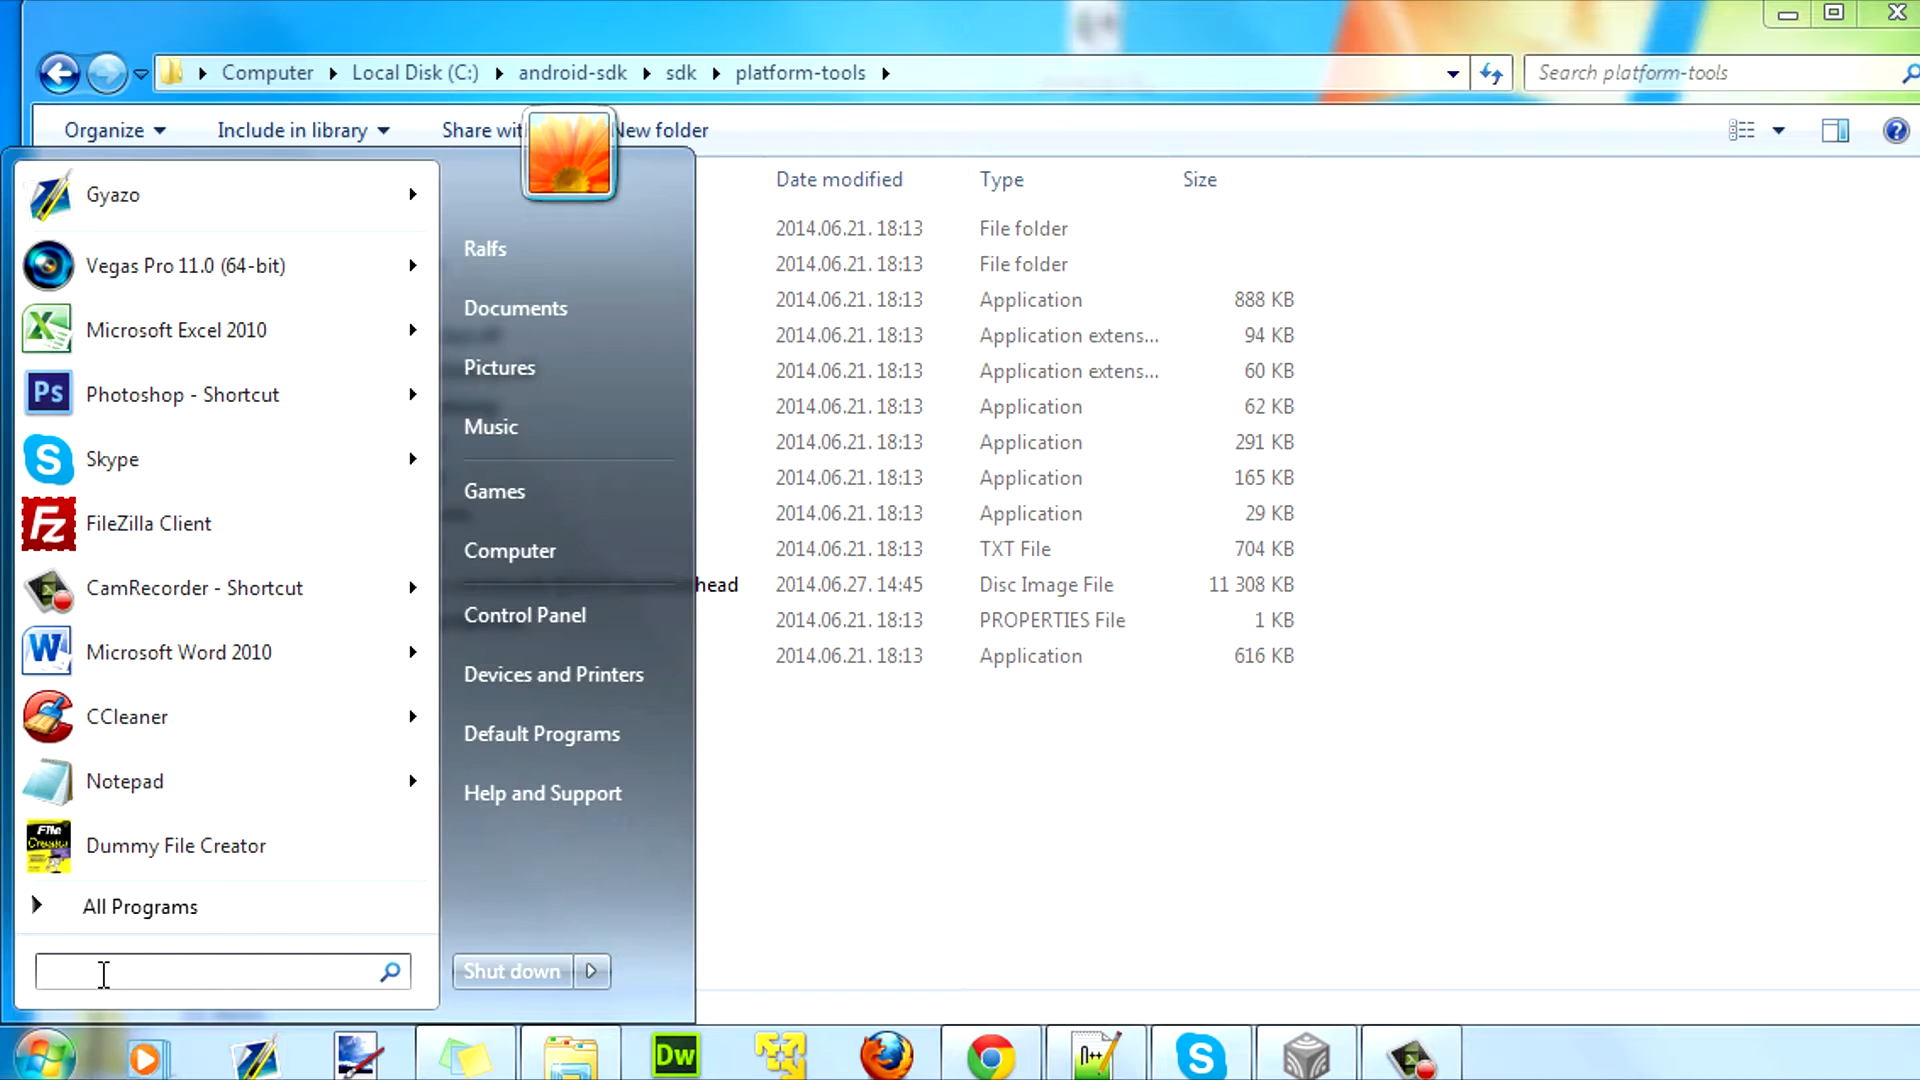 Computer Local Disk (C:) android-sdk sdk platform-tools
Search platform-tools
Organize Include in library Share wit New folder
Date modified Type Size
2014.06.21. 18:13 File folder
2014.06.21. 18:13 File folder
2014.06.21. 18:13 Application 888 KB
2014.06.21. 18:13 Application extens... 94 KB
2014.06.21. 18:13 Application extens... 60 KB
2014.06.21. 18:13 Application 62 KB
2014.06.21. 18:13 Application 291 KB
2014.06.21. 18:13 Application 165 KB
2014.06.21. 18:13 Application 29 KB
2014.06.21. 18:13 TXT File 704 KB
head 2014.06.27. 14:45 Disc Image File 11 308 KB
2014.06.21. 18:13 PROPERTIES File 1 KB
2014.06.21. 18:13 Application 616 KB
Gyazo
Vegas Pro 11.0 (64-bit)
Microsoft Excel 2010
Ps
Photoshop - Shortcut
S
Skype
Fz
FileZilla Client
CamRecorder - Shortcut
W
Microsoft Word 2010
CCleaner
Notepad
File
Creator
Dummy File Creator
All Programs
Ralfs
Documents
Pictures
Music
Games
Computer
Control Panel
Devices and Printers
Default Programs
Help and Support
Shut down
Dw
n++
S